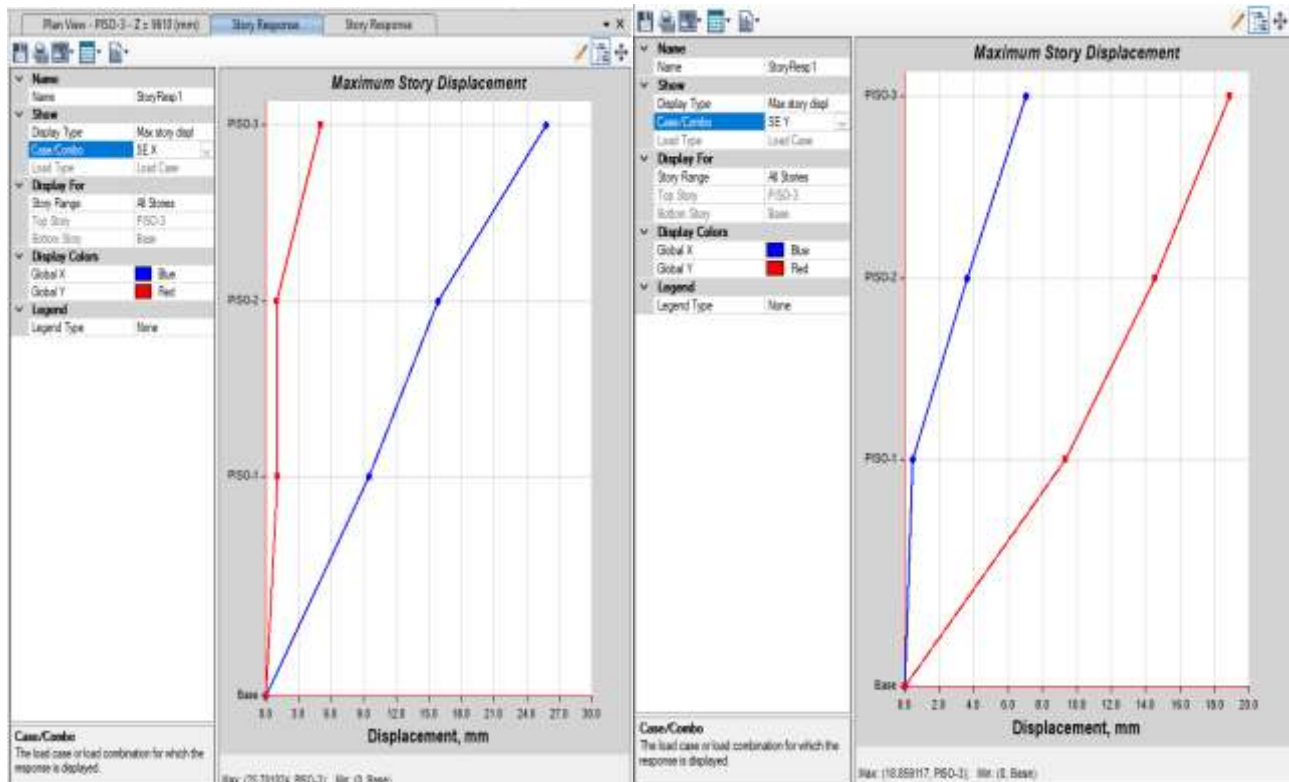 Plan View - PISO-3 - Z = 9810 (mm)
Story Response
Story Response
Name
Name StoryResp1
Show
Display Type Max story displ
Case/Combo SE X
Load Type Load Case
Display For
Story Range All Stories
Top Story PISO-3
Bottom Story Base
Display Colors
Global X Blue
Global Y Red
Legend
Legend Type None
Case/Combo
The load case or load combination for which the
response is displayed.
Maximum Story Displacement
PISO-3
PISO-2
PISO-1
Base
0.0 3.0 6.0 9.0 12.0 15.0 18.0 21.0 24.0 27.0 30.0
Displacement, mm
PISO-3); Min: (0, Base)
Name
Name StoryResp1
Show
Display Type Max story displ
Case/Combo SE Y
Load Type Load Case
Display For
Story Range All Stories
Top Story PISO-3
Bottom Story Base
Display Colors
Global X Blue
Global Y Red
Legend
Legend Type None
Case/Combo
The load case or load combination for which the
response is displayed.
Maximum Story Displacement
PISO-3
PISO-2
PISO-1
Base
0.0 2.0 4.0 6.0 8.0 10.0 12.0 14.0 16.0 18.0 20.0
Displacement, mm
Max: (18.859117, PISO-3); Min: (0, Base)